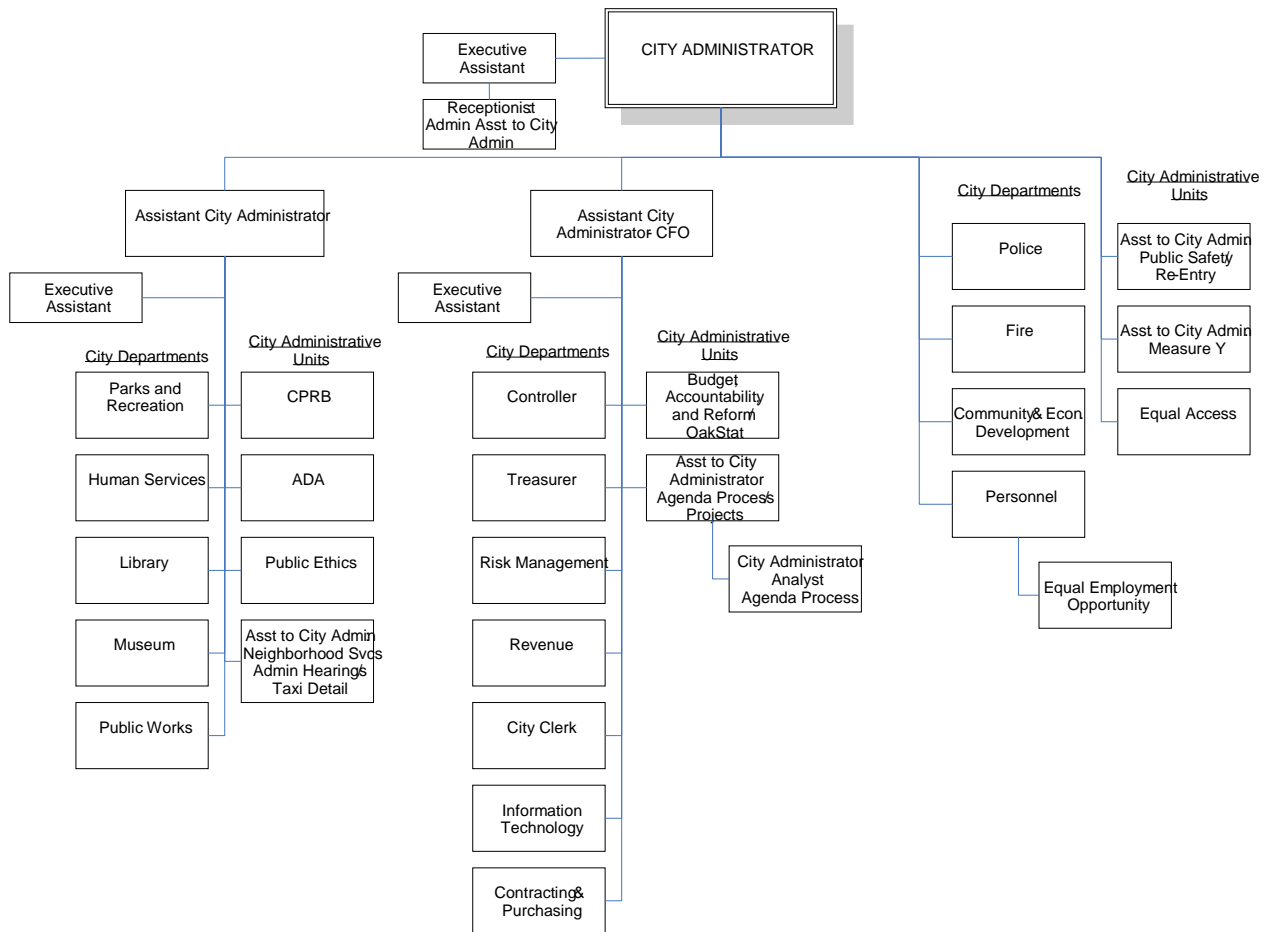 CITY ADMINISTRATOR
Executive
Assistant
Receptionist
Admin Asst. to City
Admin
Assistant City Administrator
Executive
Assistant
City Departments
Parks and
Recreation
Human Services
Library
Museum
Public Works
City Administrative
Units
CPRB
ADA
Public Ethics
Asst to City Admin.
Neighborhood Svcs
Admin Hearings/
Taxi Detail
Assistant City
Administrator - CFO
Executive
Assistant
City Departments
Controller
Treasurer
Risk Management
Revenue
City Clerk
Information
Technology
Contracting &
Purchasing
City Administrative
Units
Budget,
Accountability
and Reform/
OakStat
Asst to City
Administrator
Agenda Process/
Projects
City Administrator
Analyst
Agenda Process
City Departments
Police
Fire
Community & Econ.
Development
Personnel
Equal Employment
Opportunity
City Administrative
Units
Asst. to City Admin.
Public Safety/
Re-Entry
Asst. to City Admin.
Measure Y
Equal Access